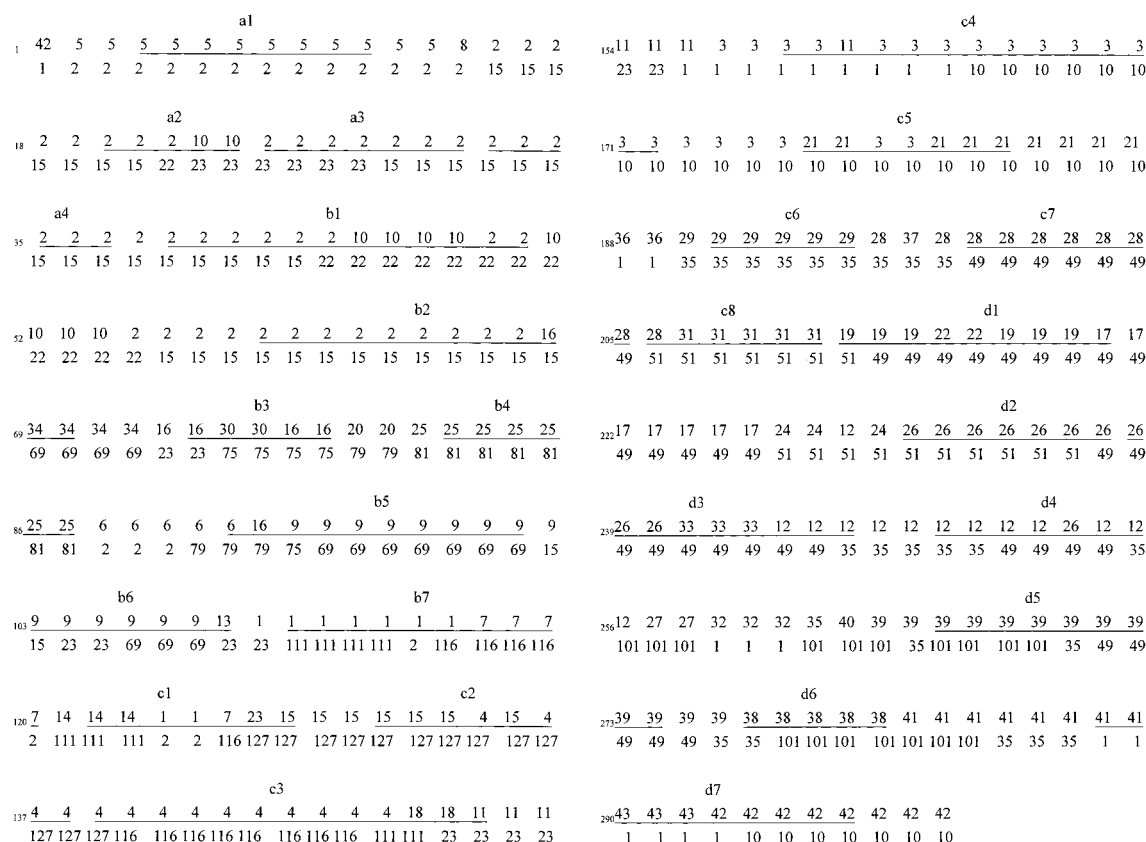 a1
1 42 5 5 5 5 5 5 5 5 5 5 5 5 8 2 2 2
1 2 2 2 2 2 2 2 2 2 2 2 2 2 15 15 15
a2 a3
18 2 2 2 2 2 10 10 2 2 2 2 2 2 2 2 2 2
15 15 15 15 22 23 23 23 23 23 23 15 15 15 15 15 15
a4 b1
35 2 2 2 2 2 2 2 2 2 2 10 10 10 10 2 2 10
15 15 15 15 15 15 15 15 15 22 22 22 22 22 22 22 22
b2
52 10 10 10 2 2 2 2 2 2 2 2 2 2 2 2 2 16
22 22 22 22 15 15 15 15 15 15 15 15 15 15 15 15 15
b3 b4
69 34 34 34 34 16 16 30 30 16 16 20 20 25 25 25 25 25
69 69 69 69 23 23 75 75 75 75 79 79 81 81 81 81 81
b5
86 25 25 6 6 6 6 6 16 9 9 9 9 9 9 9 9 9
81 81 2 2 2 79 79 79 75 69 69 69 69 69 69 69 15
b6 b7
103 9 9 9 9 9 9 13 1 1 1 1 1 1 1 7 7 7
15 23 23 69 69 69 23 23 111 111 111 111 2 116 116 116 116
c1 c2
120 7 14 14 14 1 1 7 23 15 15 15 15 15 15 4 15 4
2 111 111 111 2 2 116 127 127 127 127 127 127 127 127 127 127
c3
137 4 4 4 4 4 4 4 4 4 4 4 4 18 18 11 11 11
127 127 127 116 116 116 116 116 116 116 116 111 111 23 23 23 23
c4
154 11 11 11 3 3 3 3 11 3 3 3 3 3 3 3 3 3
23 23 1 1 1 1 1 1 1 1 1 10 10 10 10 10 10
c5
171 3 3 3 3 3 3 21 21 3 3 21 21 21 21 21 21 21
10 10 10 10 10 10 10 10 10 10 10 10 10 10 10 10 10
c6 c7
188 36 36 29 29 29 29 29 29 28 37 28 28 28 28 28 28 28
1 1 35 35 35 35 35 35 35 35 35 49 49 49 49 49 49
c8 d1
205 28 28 31 31 31 31 31 19 19 19 22 22 19 19 19 17 17
49 51 51 51 51 51 51 51 49 49 49 49 49 49 49 49 49
d2
222 17 17 17 17 17 24 24 12 24 26 26 26 26 26 26 26 26
49 49 49 49 49 51 51 51 51 51 51 51 51 51 51 49 49
d3 d4
239 26 26 33 33 33 12 12 12 12 12 12 12 12 12 26 12 12
49 49 49 49 49 49 49 35 35 35 35 35 49 49 49 49 35
d5
256 12 27 27 32 32 32 35 40 39 39 39 39 39 39 39 39 39
101 101 101 1 1 1 101 101 101 35 101 101 101 101 35 49 49
d6
273 39 39 39 39 38 38 38 38 38 41 41 41 41 41 41 41 41
49 49 49 35 35 101 101 101 101 101 101 101 35 35 35 1 1
d7
290 43 43 43 42 42 42 42 42 42 42 42
1 1 1 1 10 10 10 10 10 10 10